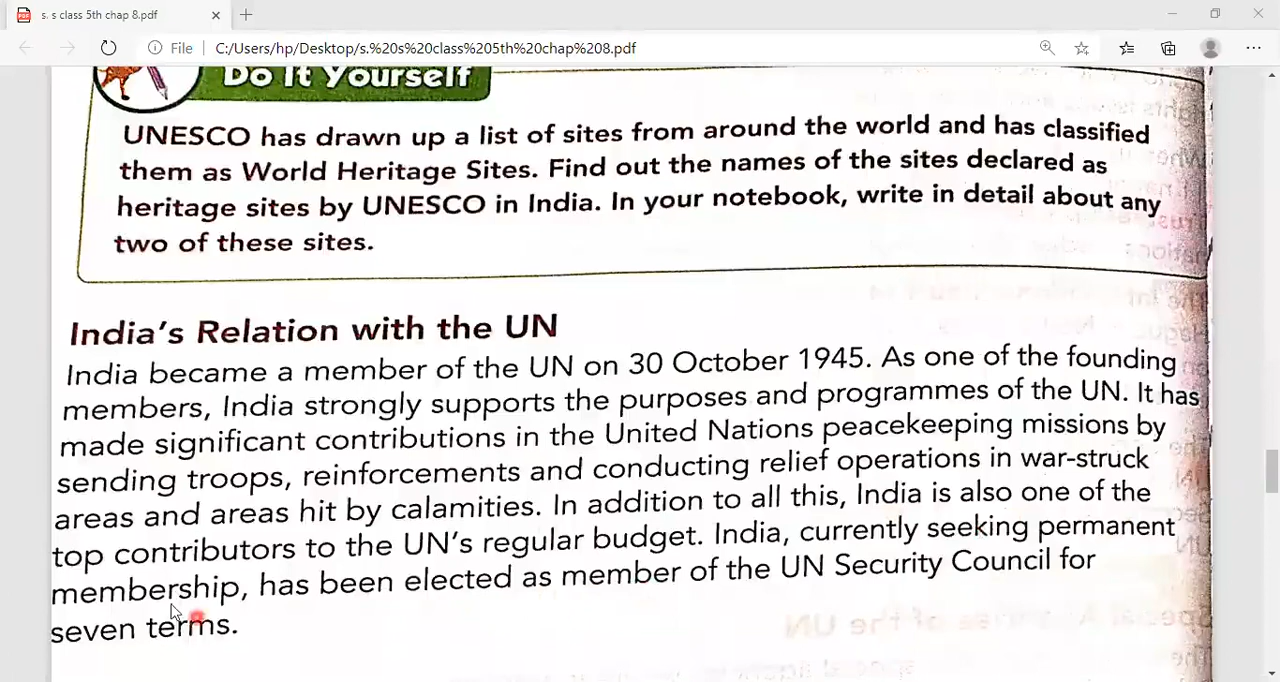 s. s class 5th chap 8.pdf
File C:/Users/hp/Desktop/s.%20s%20class%205th%20chap%208.pdf
Do It Yourself
UNESCO has drawn up a list of sites from around the world and has classified
them as World Heritage Sites. Find out the names of the sites declared as
heritage sites by UNESCO in India. In your notebook, write in detail about any
two of these sites.
India's Relation with the UN
India became a member of the UN on 30 October 1945. As one of the founding
members, India strongly supports the purposes and programmes of the UN. It has
made significant contributions in the United Nations peacekeeping missions by
sending troops, reinforcements and conducting relief operations in war-struck
areas and areas hit by calamities. In addition to all this, India is also one of the
top contributors to the UN's regular budget. India, currently seeking permanent
membership, has been elected as member of the UN Security Council for
seven terms.